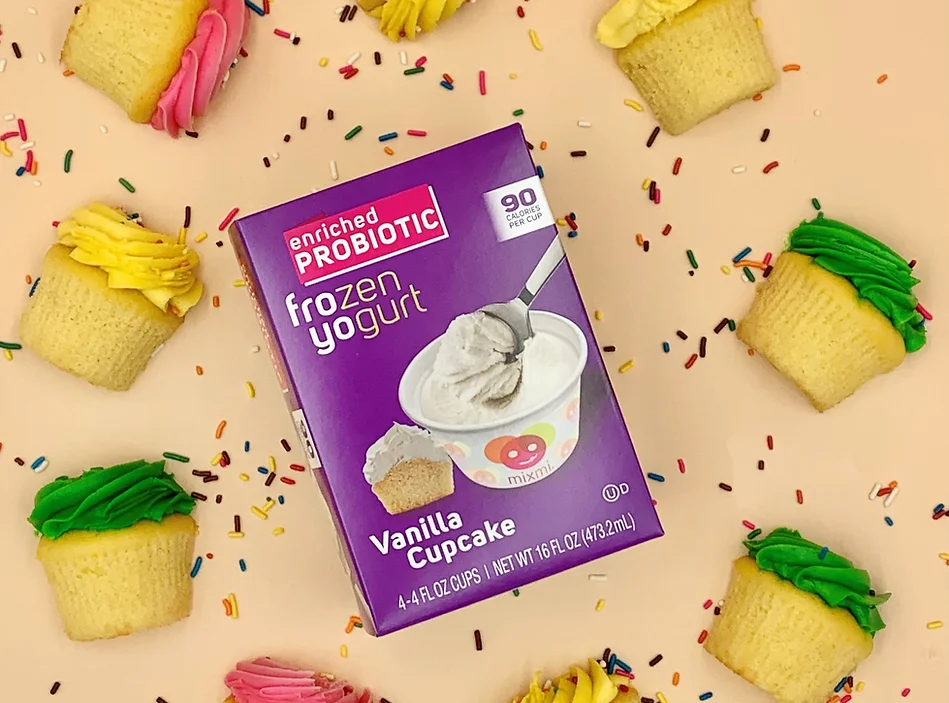 enriched
PROBIOTIC
90
CALORIES
PER CUP
frozen
yogurt
mixmi
Vanilla
Cupcake
UD
4-4 FL OZ CUPS | NET WT 16 FL OZ (473.2mL)